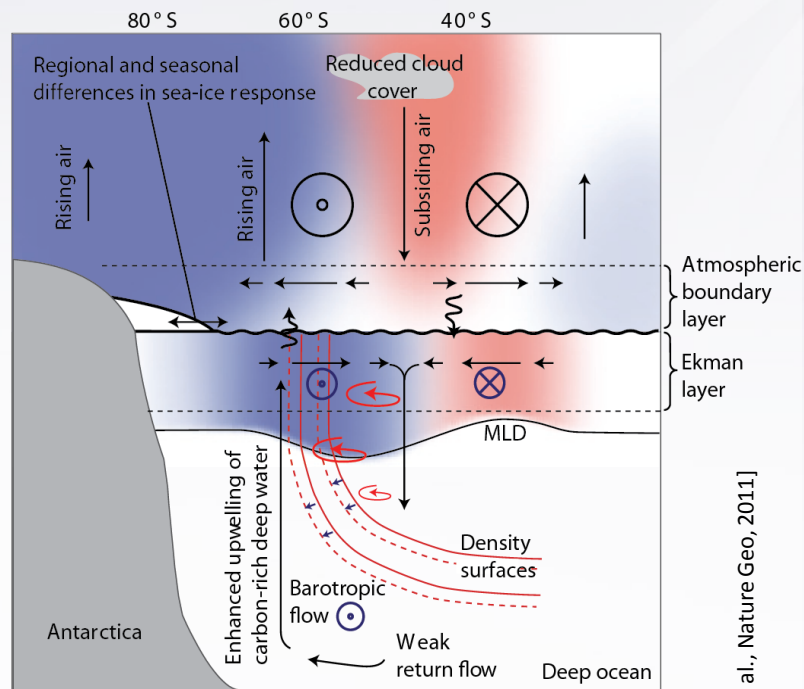 80°S 60°S 40°S
Regional and seasonal
differences in sea-ice response
Reduced cloud
cover
Rising air
Rising air
Subsiding air
Atmospheric
boundary
layer
Ekman
layer
MLD
Enhanced upwelling of
carbon-rich deep water
Density
surfaces
Barotropic
flow
Antarctica
Weak
return flow
Deep ocean
al., Nature Geo, 2011]